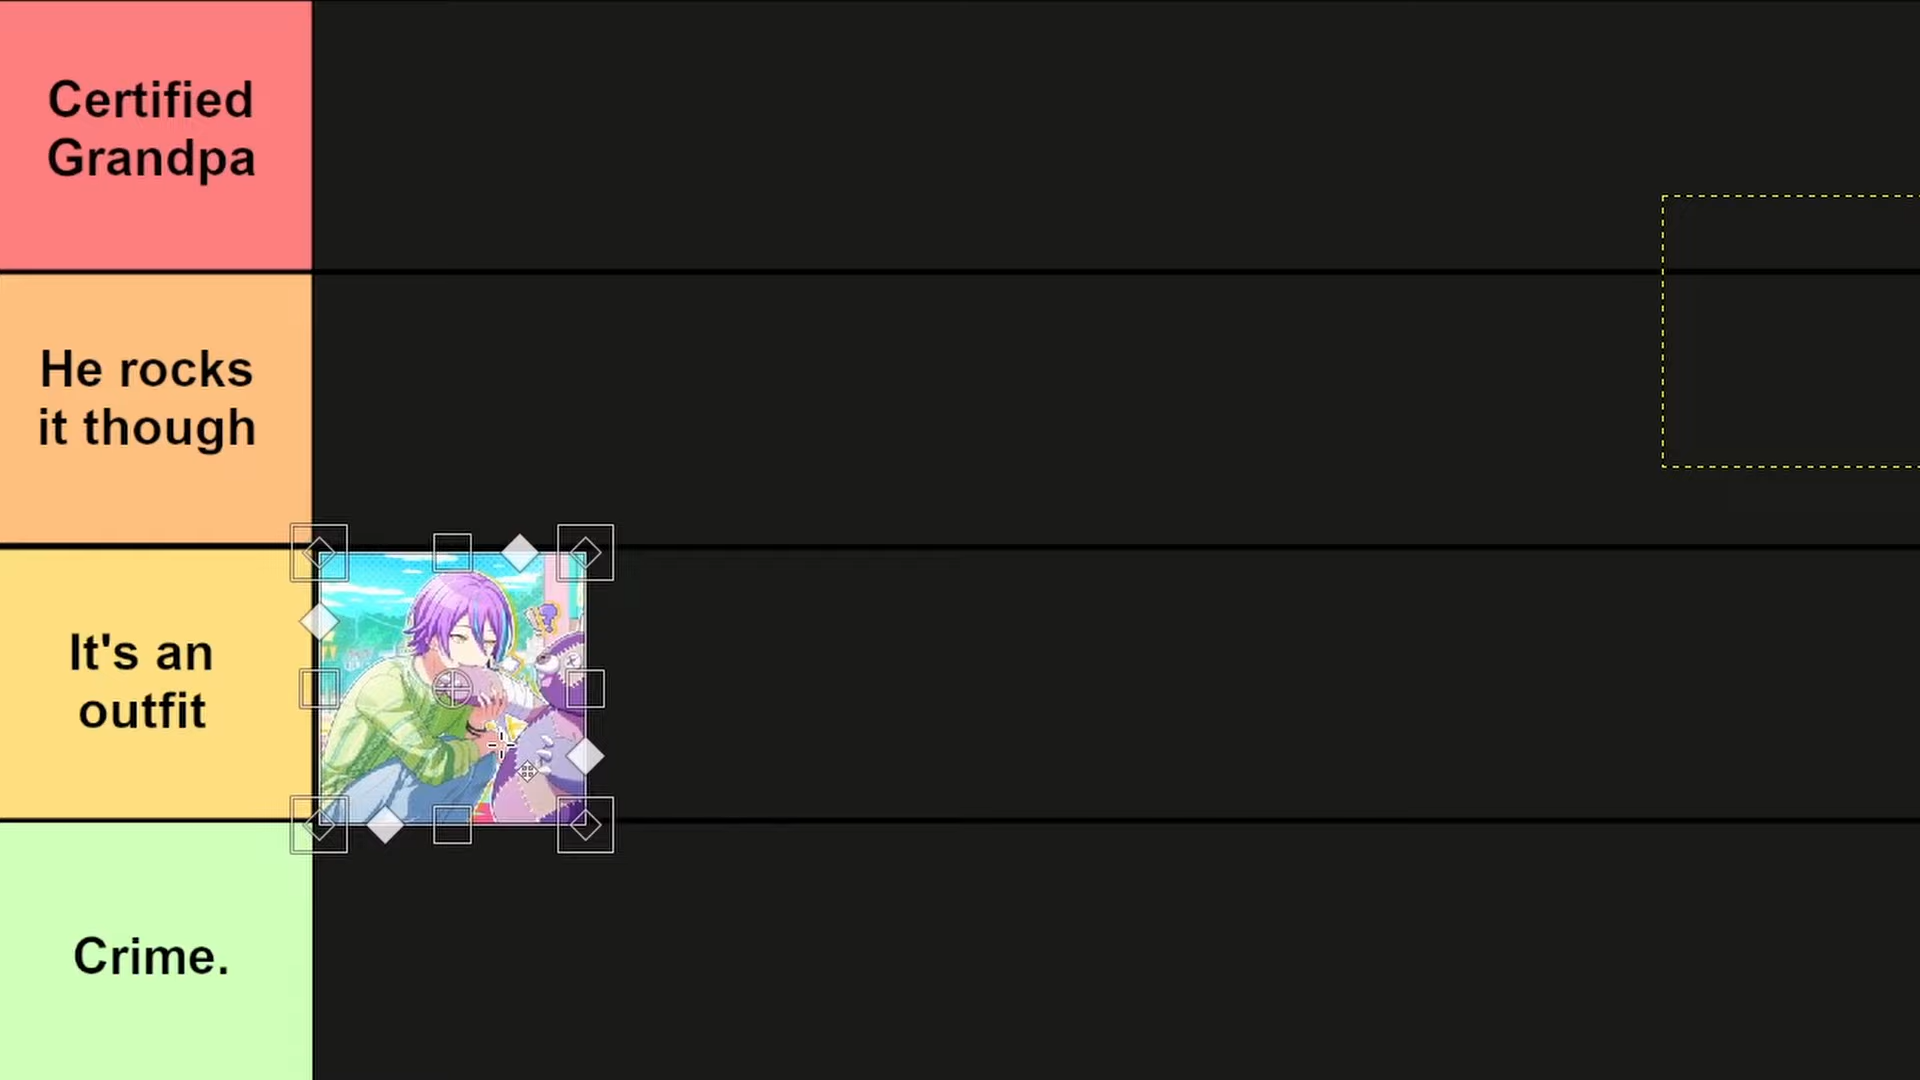 Certified
Grandpa
He rocks
it though
It's an
outfit
Crime.